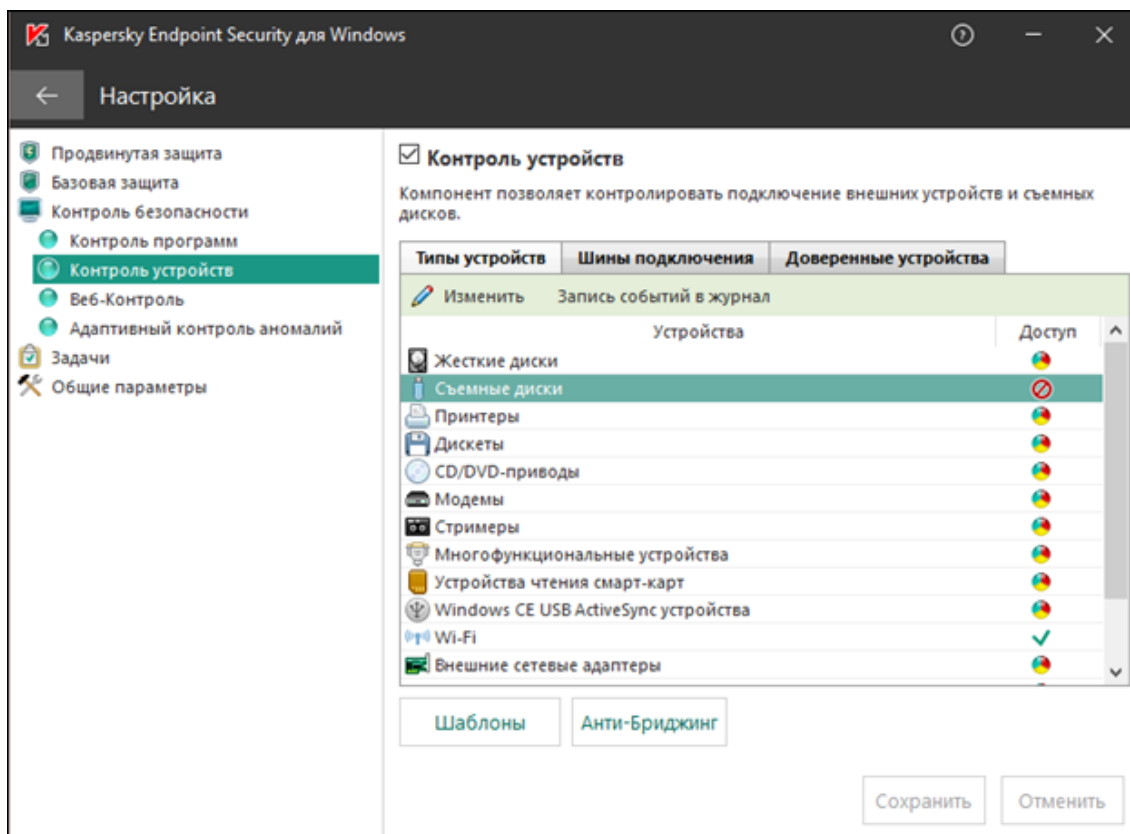 Kaspersky Endpoint Security для Windows
Настройка
Продвинутая защита
Базовая защита
Контроль безопасности
Контроль программ
Контроль устройств
Веб-Контроль
Адаптивный контроль аномалий
Задачи
Общие параметры
Контроль устройств
Компонент позволяет контролировать подключение внешних устройств и съемных
дисков.
Типы устройств Шины подключения Доверенные устройства
Изменить Запись событий в журнал
Устройства Доступ
Жесткие диски
Съемные диски
Принтеры
Дискеты
CD/DVD-приводы
Модемы
Стримеры
Многофункциональные устройства
Устройства чтения смарт-карт
Windows CE USB ActiveSync устройства
Wi-Fi
Внешние сетевые адаптеры
Шаблоны Анти-Бриджинг
Сохранить Отменить